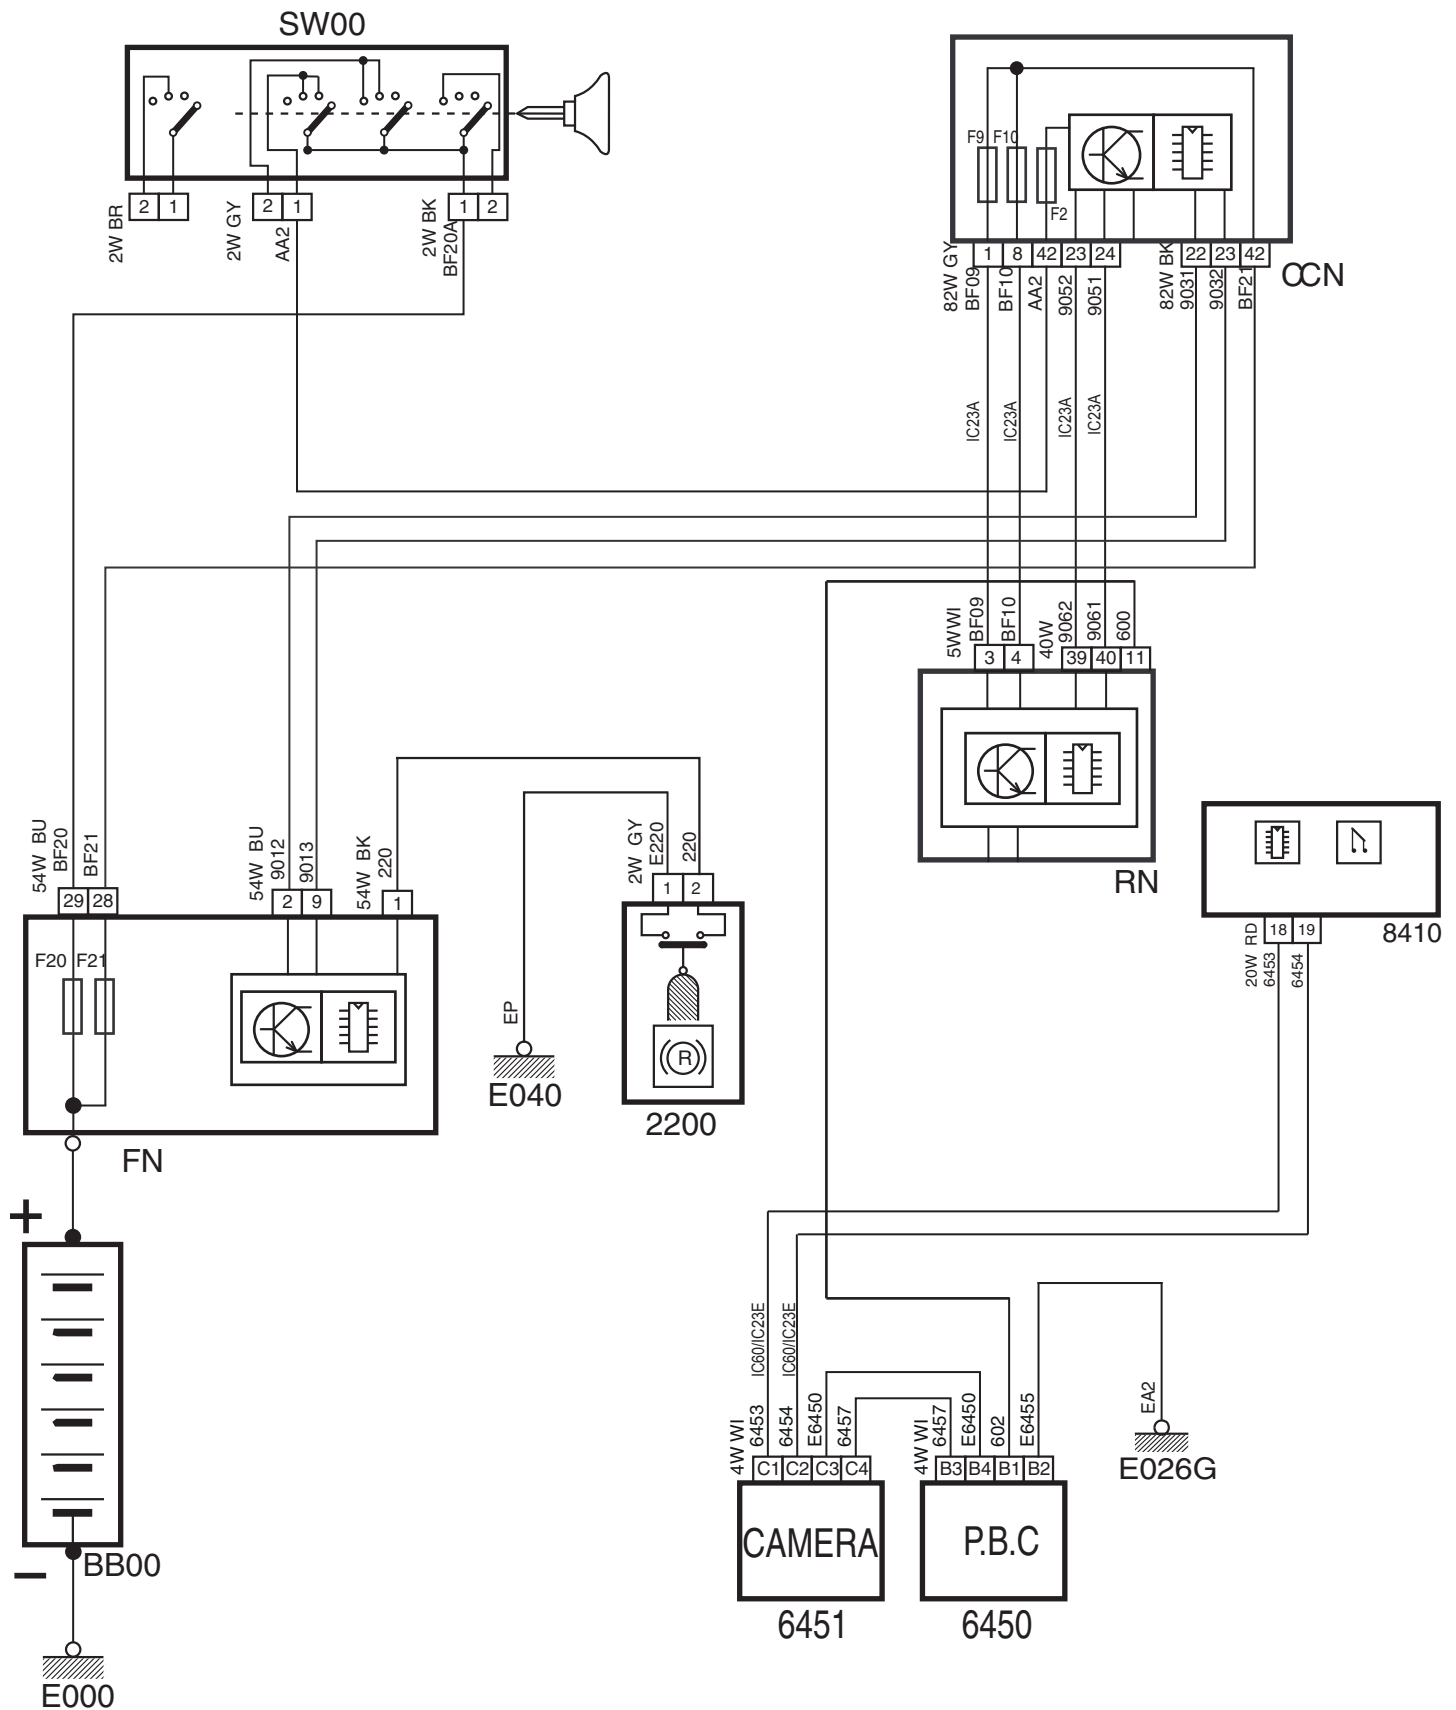 SW00
2 1
2 1
1 2
2W BR
2W GY
AA2
2W BK
BF20A
F9 F10
F2
1 8 42 23 24
22 23 42
CCN
82W GY
BF09
BF10
AA2
9052
9051
82W BK
9031
9032
BF21
IC23A
IC23A
IC23A
IC23A
5WWI
BF09
BF10
40W
9062
9061
600
3 4
39 40 11
RN
54W BU
BF20
BF21
54W BU
9012
9013
54W BK
220
29 28
2 9
1
F20 F21
FN
2W GY
E220
220
1 2
R
2200
EP
E040
8410
18 19
20W RD
6453
6454
+
BB00
−
E000
IC60/IC23E
IC60/IC23E
4W WI
6453
6454
E6450
6457
C1 C2 C3 C4
CAMERA
6451
4W WI
6457
E6450
602
E6455
B3 B4 B1 B2
P.B.C
6450
EA2
E026G